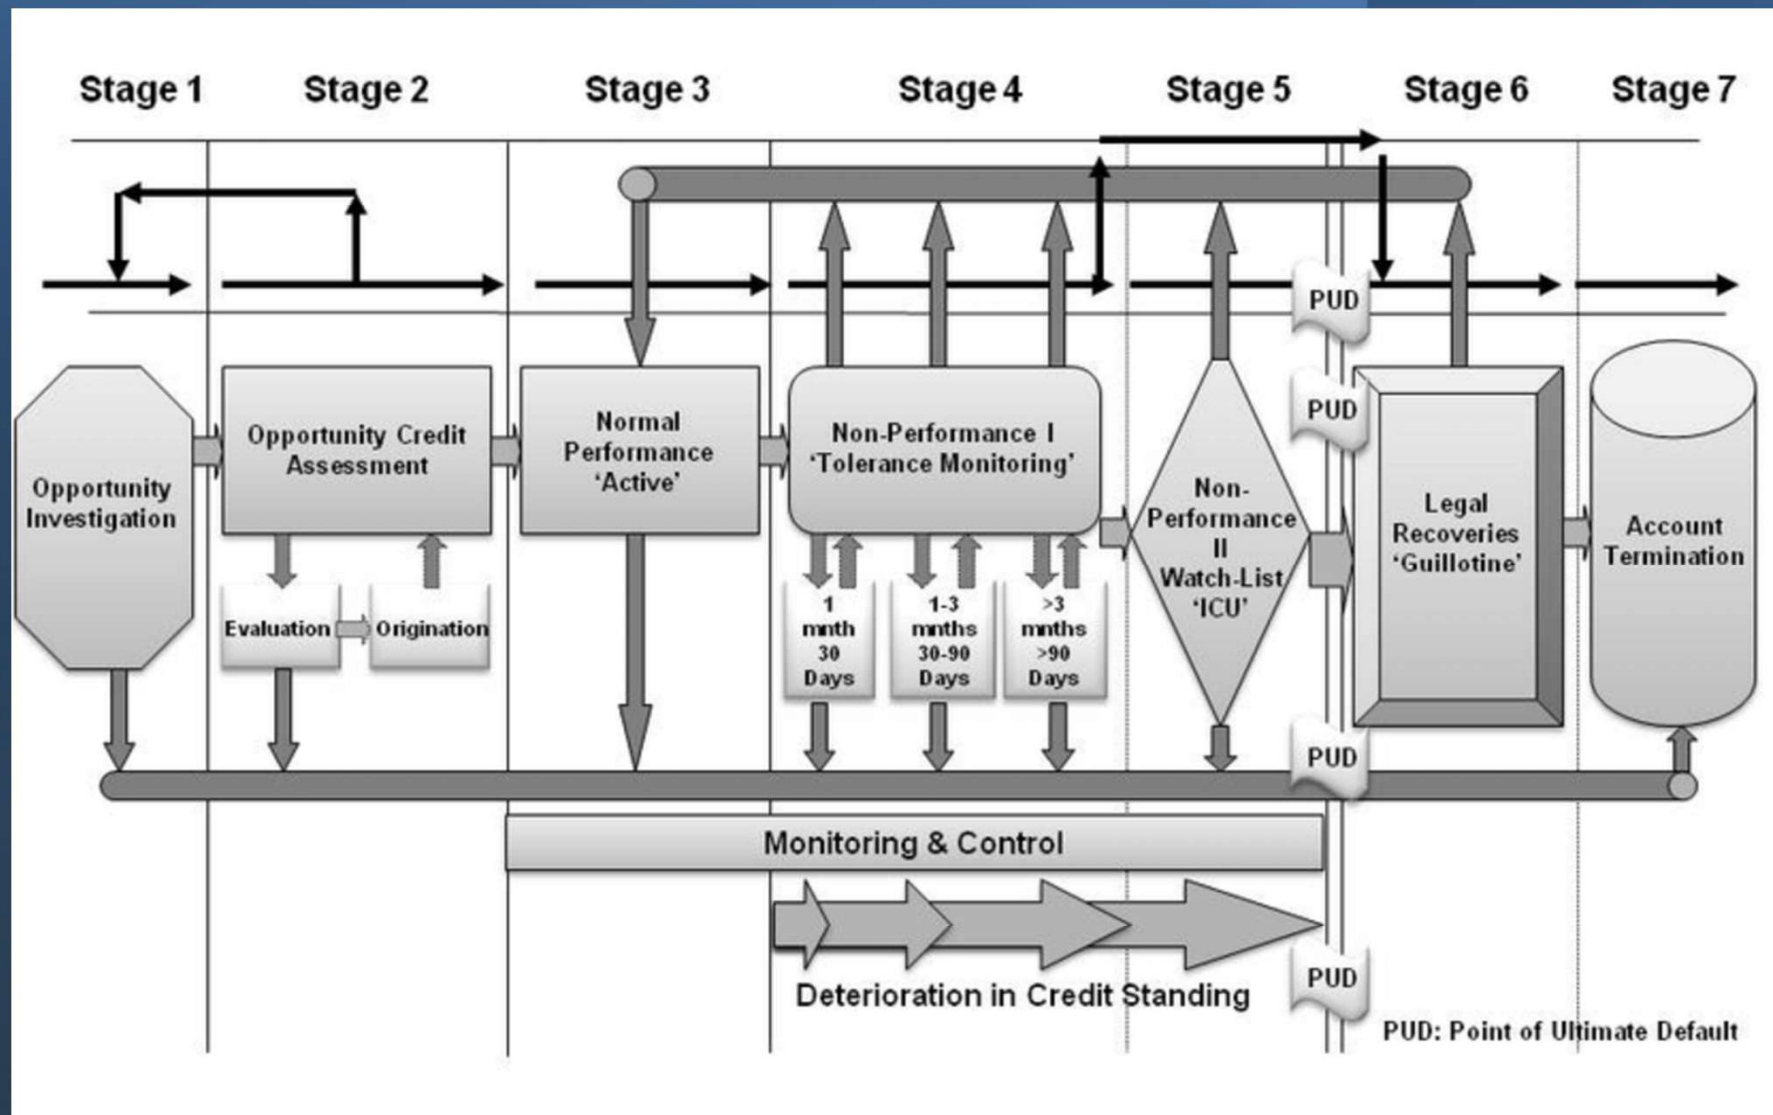 Stage 1
Stage 2
Stage 3
Stage 4
Stage 5
Stage 6
Stage 7
Opportunity
Investigation
Opportunity Credit
Assessment
Evaluation
Origination
Normal
Performance
‘Active’
Non-Performance I
‘Tolerance Monitoring’
1
mnth
30
Days
1-3
mnths
30-90
Days
>3
mnths
>90
Days
Non-
Performance
II
Watch-List
‘ICU’
PUD
PUD
PUD
PUD
Legal
Recoveries
‘Guillotine’
Account
Termination
Monitoring & Control
Deterioration in Credit Standing
PUD: Point of Ultimate Default